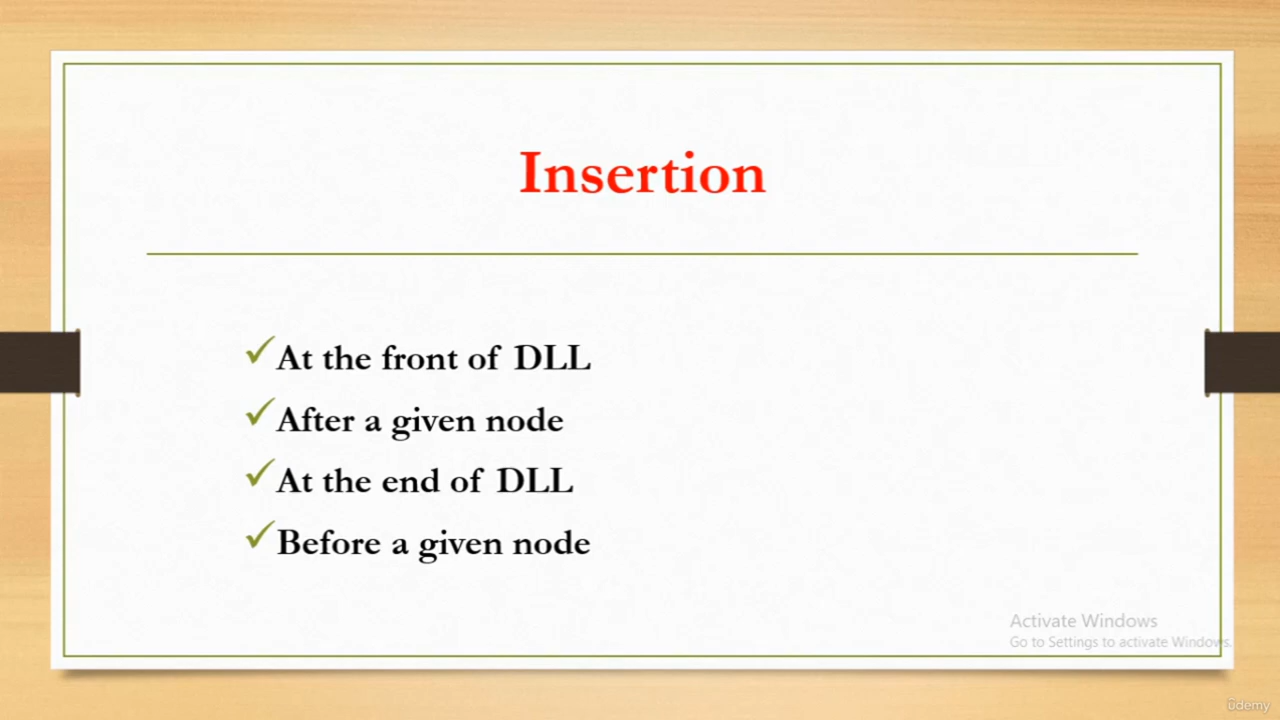 Insertion
At the front of DLL
After a given node
At the end of DLL
Before a given node
Activate Windows
Go to Settings to activate Windows.
ûdemy